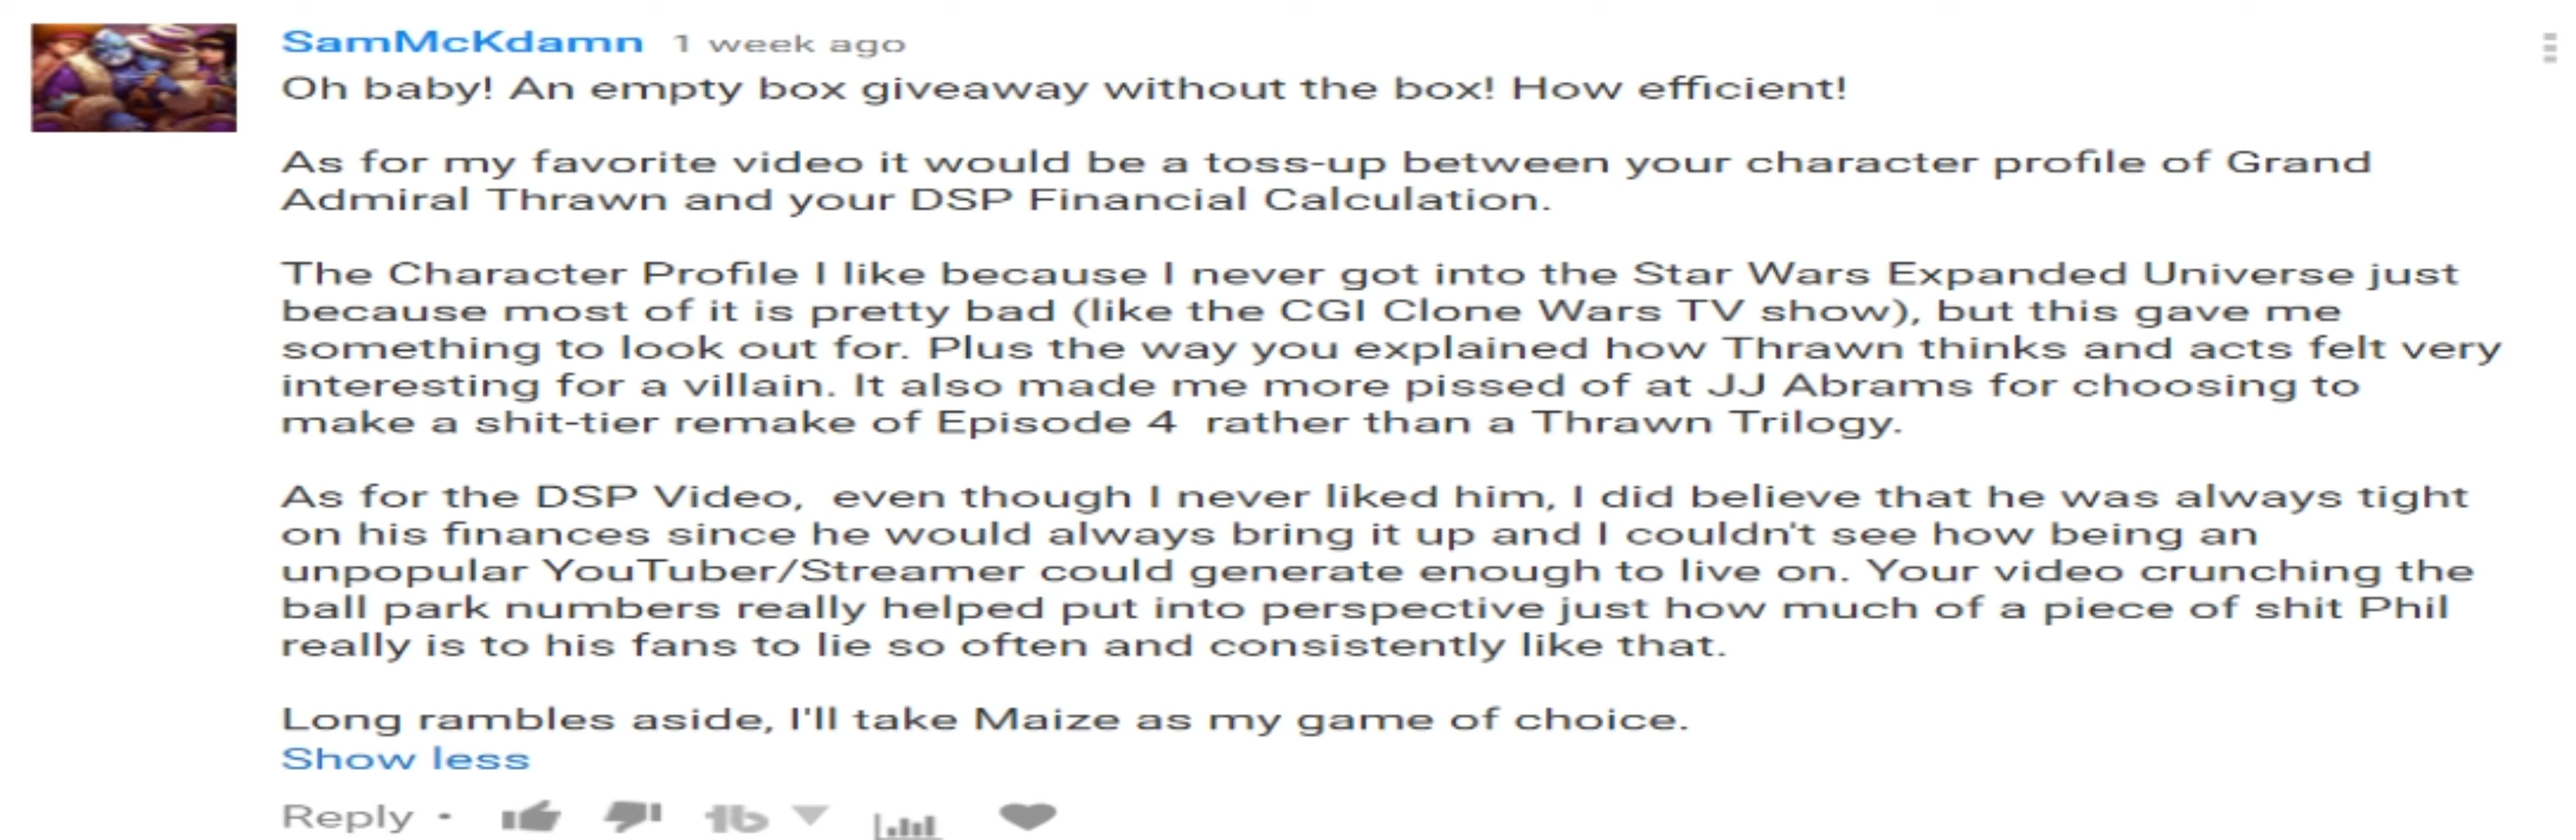 SamMcKdamn 1 week ago
Oh baby! An empty box giveaway without the box! How efficient!
As for my favorite video it would be a toss-up between your character profile of Grand
Admiral Thrawn and your DSP Financial Calculation.
The Character Profile I like because I never got into the Star Wars Expanded Universe just
because most of it is pretty bad (like the CGI Clone Wars TV show), but this gave me
something to look out for. Plus the way you explained how Thrawn thinks and acts felt very
interesting for a villain. It also made me more pissed of at JJ Abrams for choosing to
make a shit-tier remake of Episode 4  rather than a Thrawn Trilogy.
As for the DSP Video,  even though I never liked him, I did believe that he was always tight
on his finances since he would always bring it up and I couldn't see how being an
unpopular YouTuber/Streamer could generate enough to live on. Your video crunching the
ball park numbers really helped put into perspective just how much of a piece of shit Phil
really is to his fans to lie so often and consistently like that.
Long rambles aside, I'll take Maize as my game of choice.
Show less
Reply •